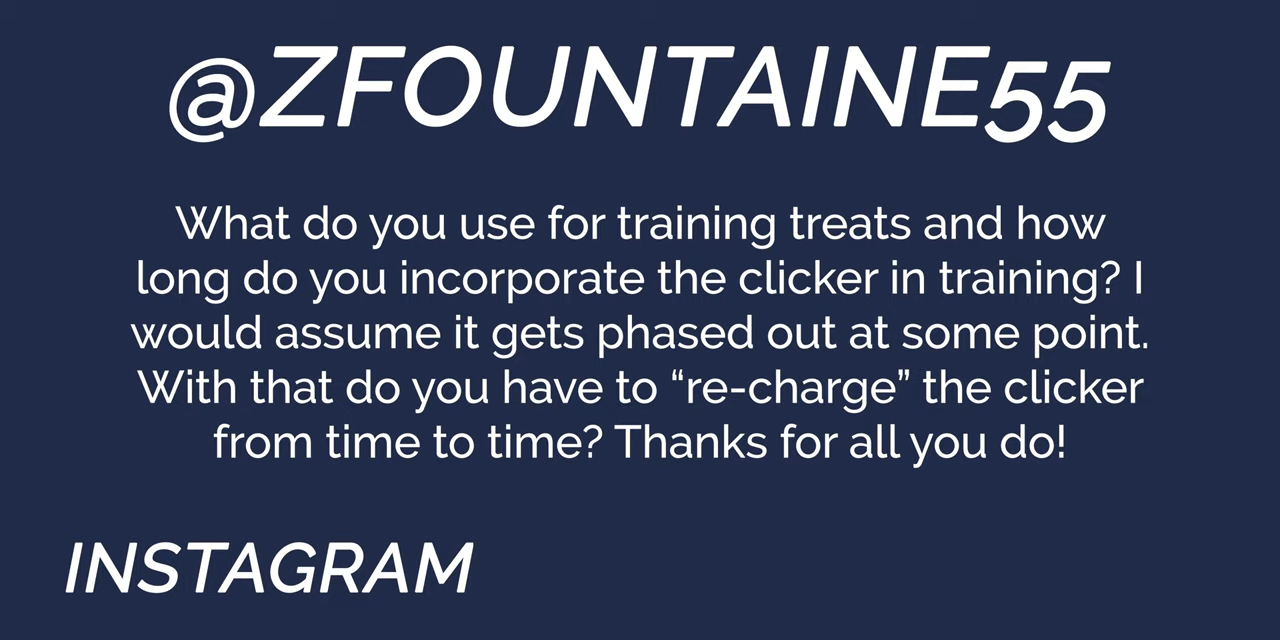 @ZFOUNTAINE55
What do you use for training treats and how
long do you incorporate the clicker in training? I
would assume it gets phased out at some point.
With that do you have to “re-charge” the clicker
from time to time? Thanks for all you do!
INSTAGRAM